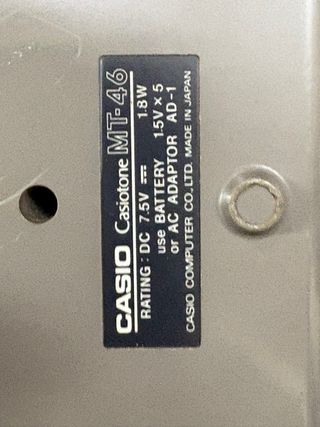 CASIO Casiotone MT-46
RATING : DC 7.5V ⎓ 1.8W
use BATTERY 1.5V × 5
or AC ADAPTOR AD-1
CASIO COMPUTER CO.,LTD. MADE IN JAPAN